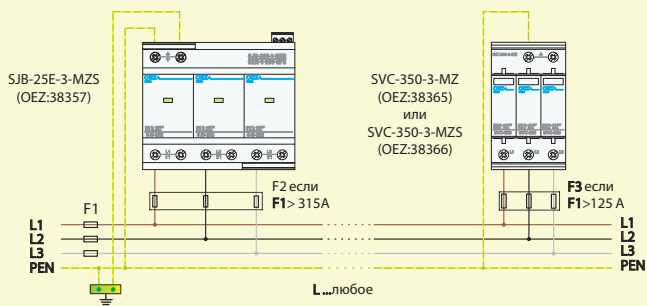 SJB-25E-3-MZS
(OEZ:38357)
SVC-350-3-MZ
(OEZ:38365)
или
SVC-350-3-MZS
(OEZ:38366)
F2 если
F1> 315A
F3 если
F1>125 A
F1
L1
L2
L3
PEN
L1
L2
L3
PEN
L ...любое